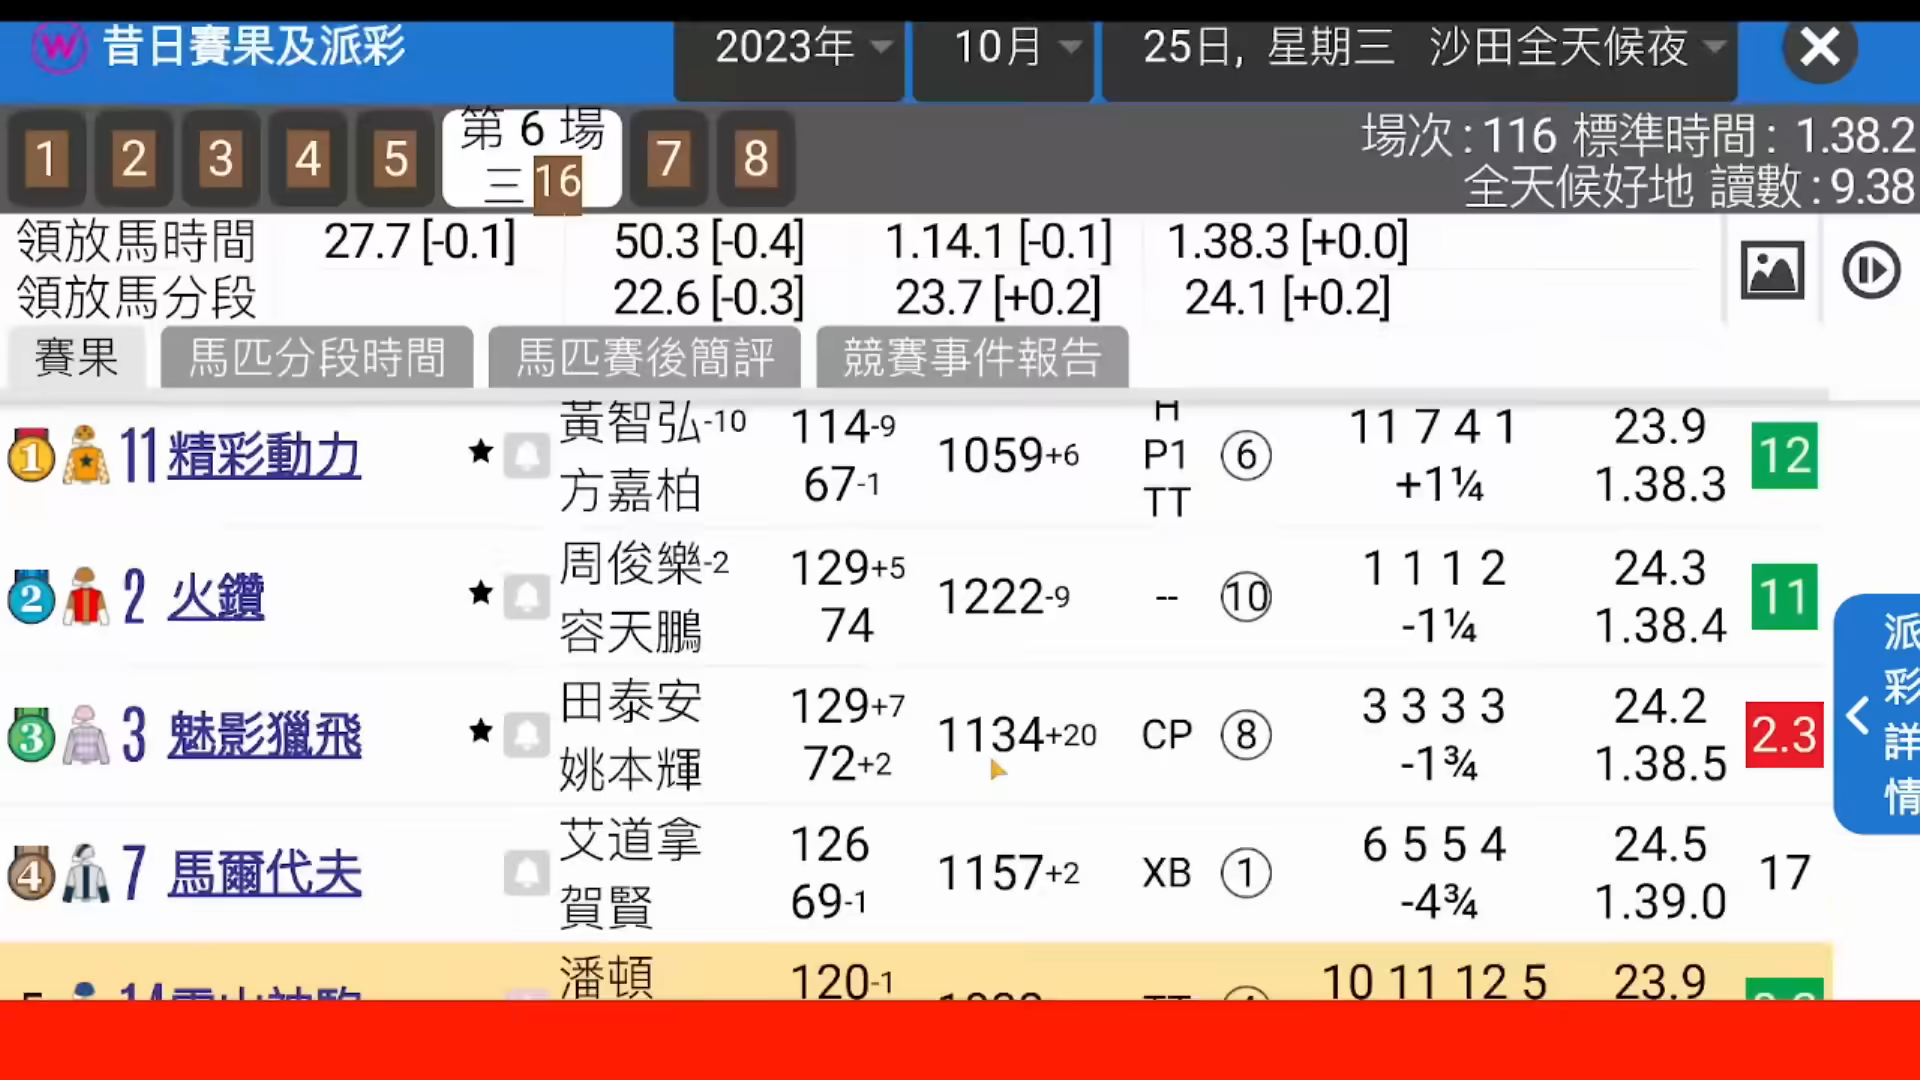 W 昔日賽果及派彩 2023年 10月 25日, 星期三 沙田全天候夜
1 2 3 4 5 第 6 場 三 16 7 8
場次 : 116 標準時間 : 1.38.2
全天候好地 讀數 : 9.38
領放馬時間 27.7 [-0.1] 50.3 [-0.4] 1.14.1 [-0.1] 1.38.3 [+0.0]
領放馬分段 22.6 [-0.3] 23.7 [+0.2] 24.1 [+0.2]
賽果 馬匹分段時間 馬匹賽後簡評 競賽事件報告
1 11 精彩動力 ★ 黃智弘-10 114-9 1059+6 H 6 11 7 4 1 23.9 12
方嘉柏 67-1 P1 +1¼ 1.38.3
TT
2 2 火鑽 ★ 周俊樂-2 129+5 1222-9 -- 10 1 1 1 2 24.3 11
容天鵬 74 -1¼ 1.38.4
3 3 魅影獵飛 ★ 田泰安 129+7 1134+20 CP 8 3 3 3 3 24.2 2.3
姚本輝 72+2 -1¾ 1.38.5
4 7 馬爾代夫 艾道拿 126 1157+2 XB 1 6 5 5 4 24.5 17
賀賢 69-1 -4¾ 1.39.0
潘頓 120-1 10 11 12 5 23.9
派彩詳情